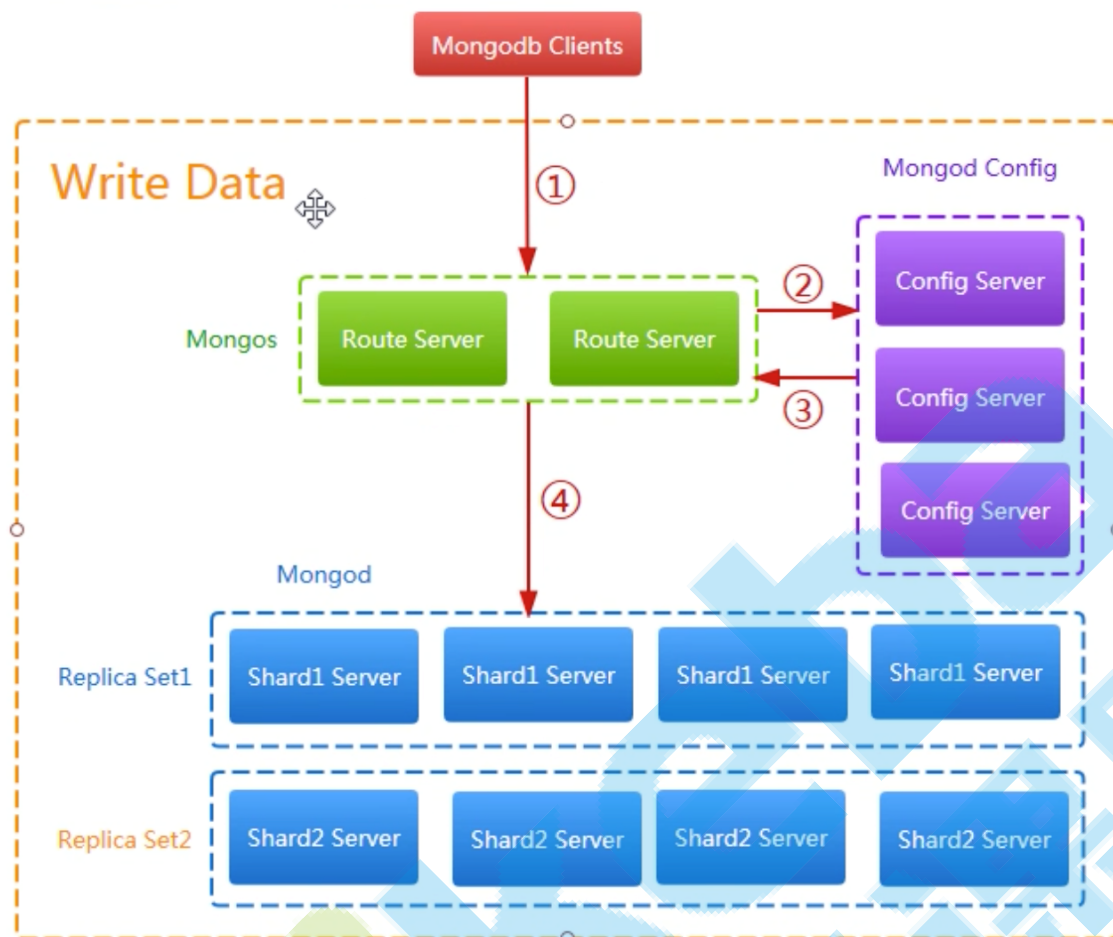 Mongodb Clients
Write Data
①
Mongod Config
②
Config Server
Mongos
Route Server
Route Server
③
Config Server
④
Config Server
Mongod
Replica Set1
Shard1 Server
Shard1 Server
Shard1 Server
Shard1 Server
Replica Set2
Shard2 Server
Shard2 Server
Shard2 Server
Shard2 Server